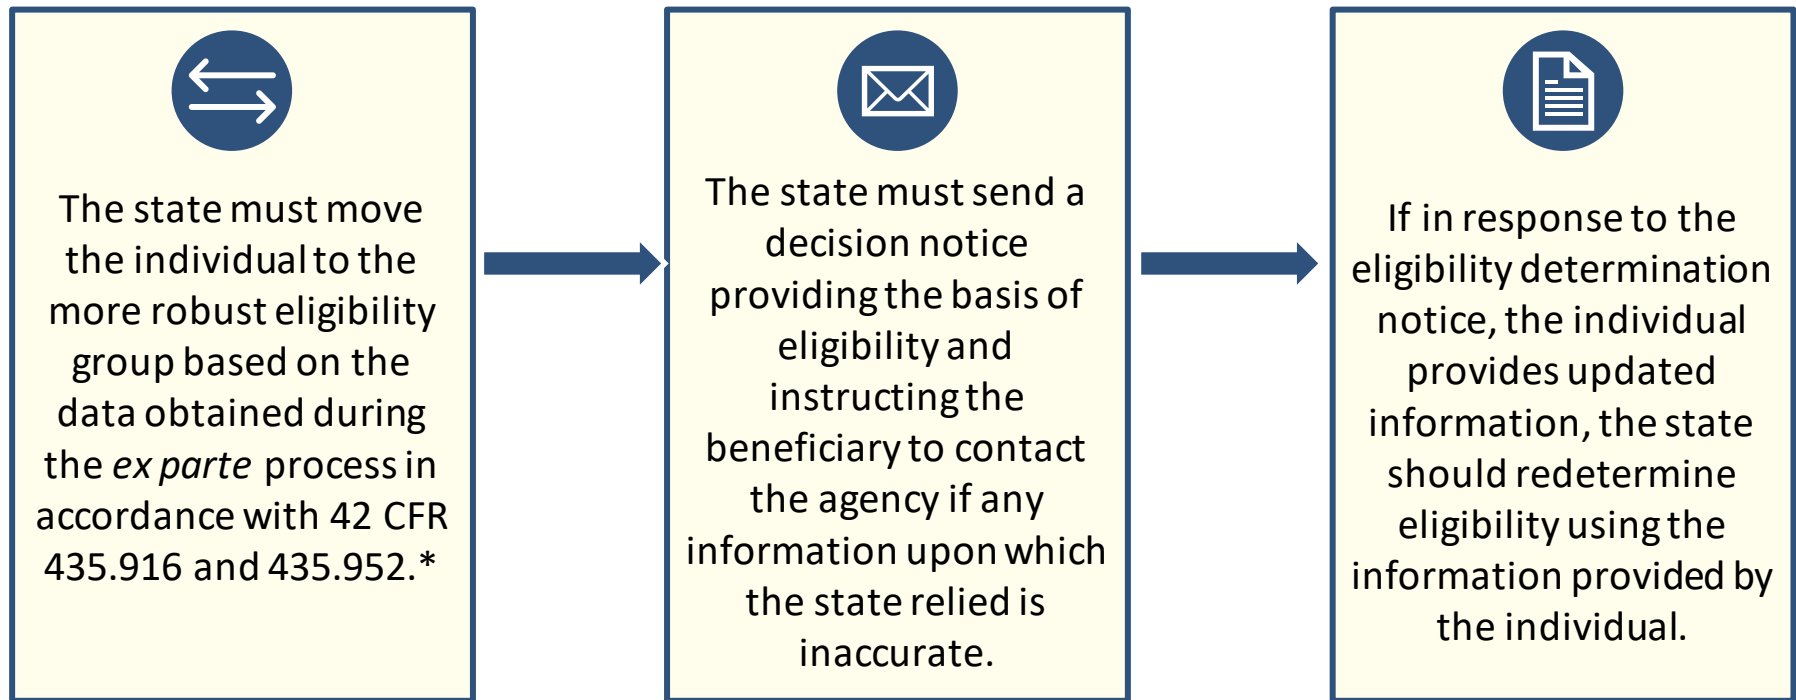 The state must move
the individual to the
more robust eligibility
group based on the
data obtained during
the ex parte process in
accordance with 42 CFR
435.916 and 435.952.*
The state must send a
decision notice
providing the basis of
eligibility and
instructing the
beneficiary to contact
the agency if any
information upon which
the state relied is
inaccurate.
If in response to the
eligibility determination
notice, the individual
provides updated
information, the state
should redetermine
eligibility using the
information provided by
the individual.